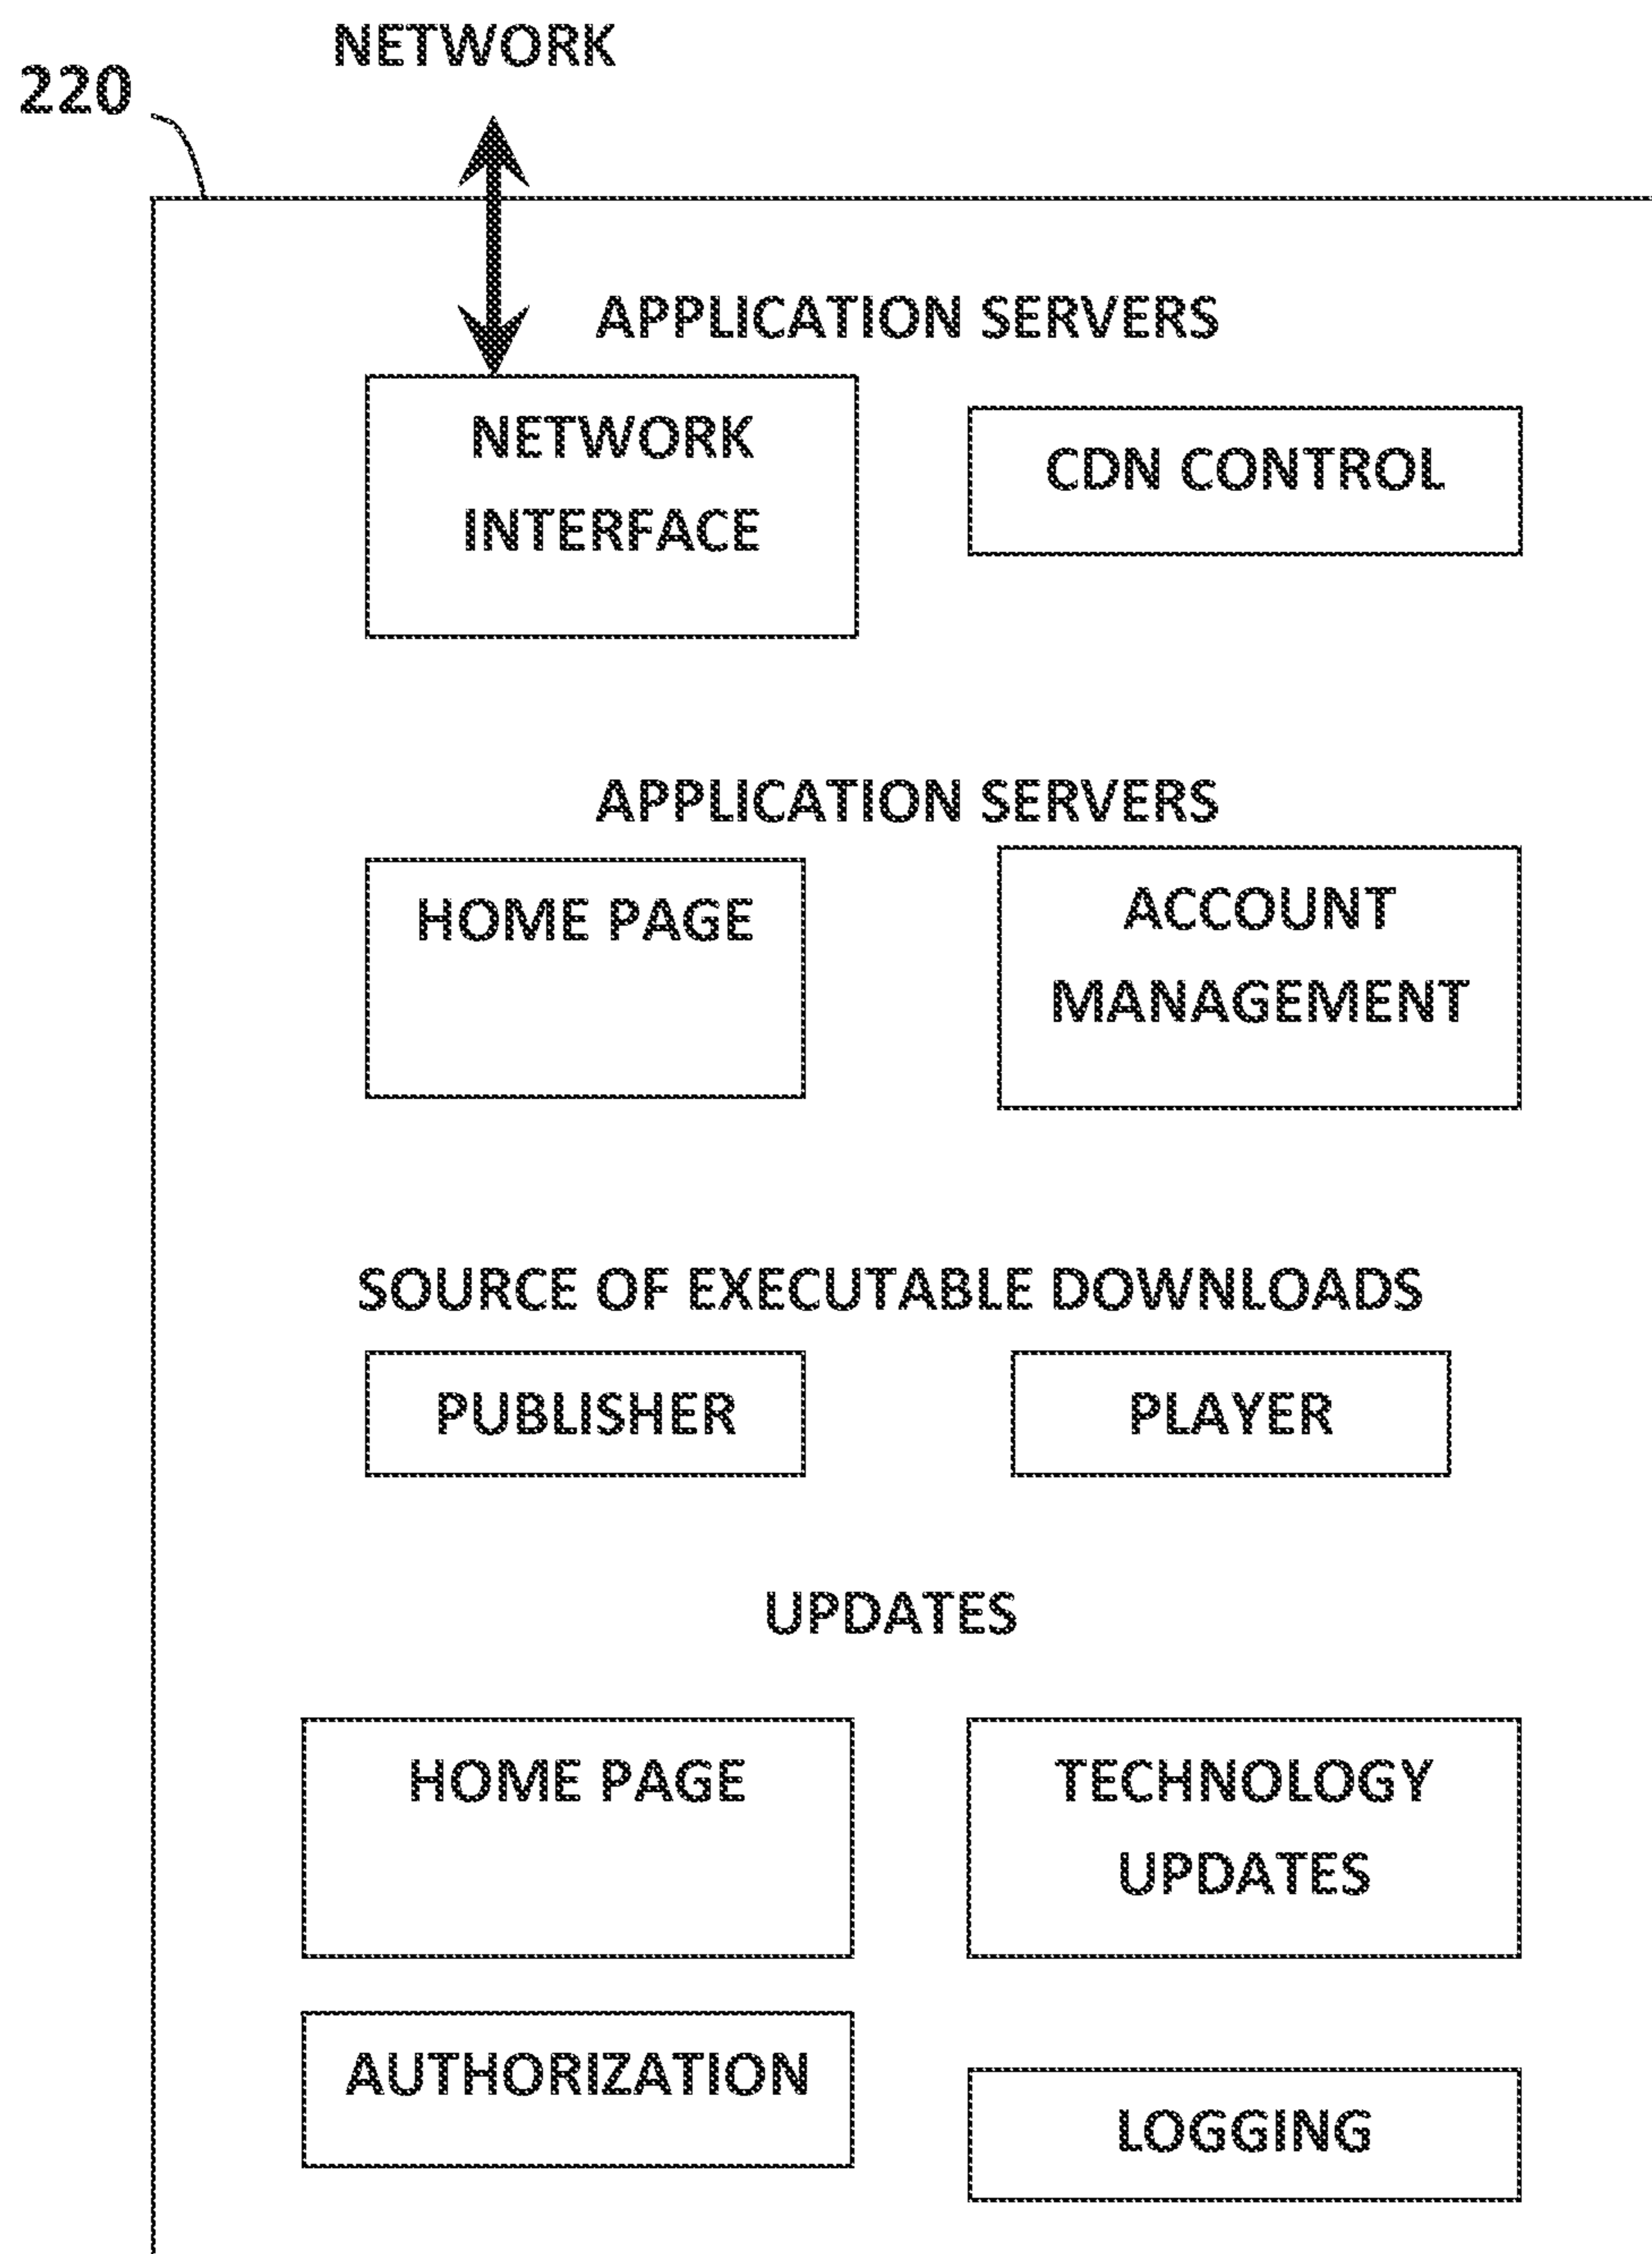 NETWORK
220
APPLICATION SERVERS
NETWORK
INTERFACE
CDN CONTROL
APPLICATION SERVERS
HOME PAGE
ACCOUNT
MANAGEMENT
SOURCE OF EXECUTABLE DOWNLOADS
PUBLISHER
PLAYER
UPDATES
HOME PAGE
TECHNOLOGY
UPDATES
AUTHORIZATION
LOGGING